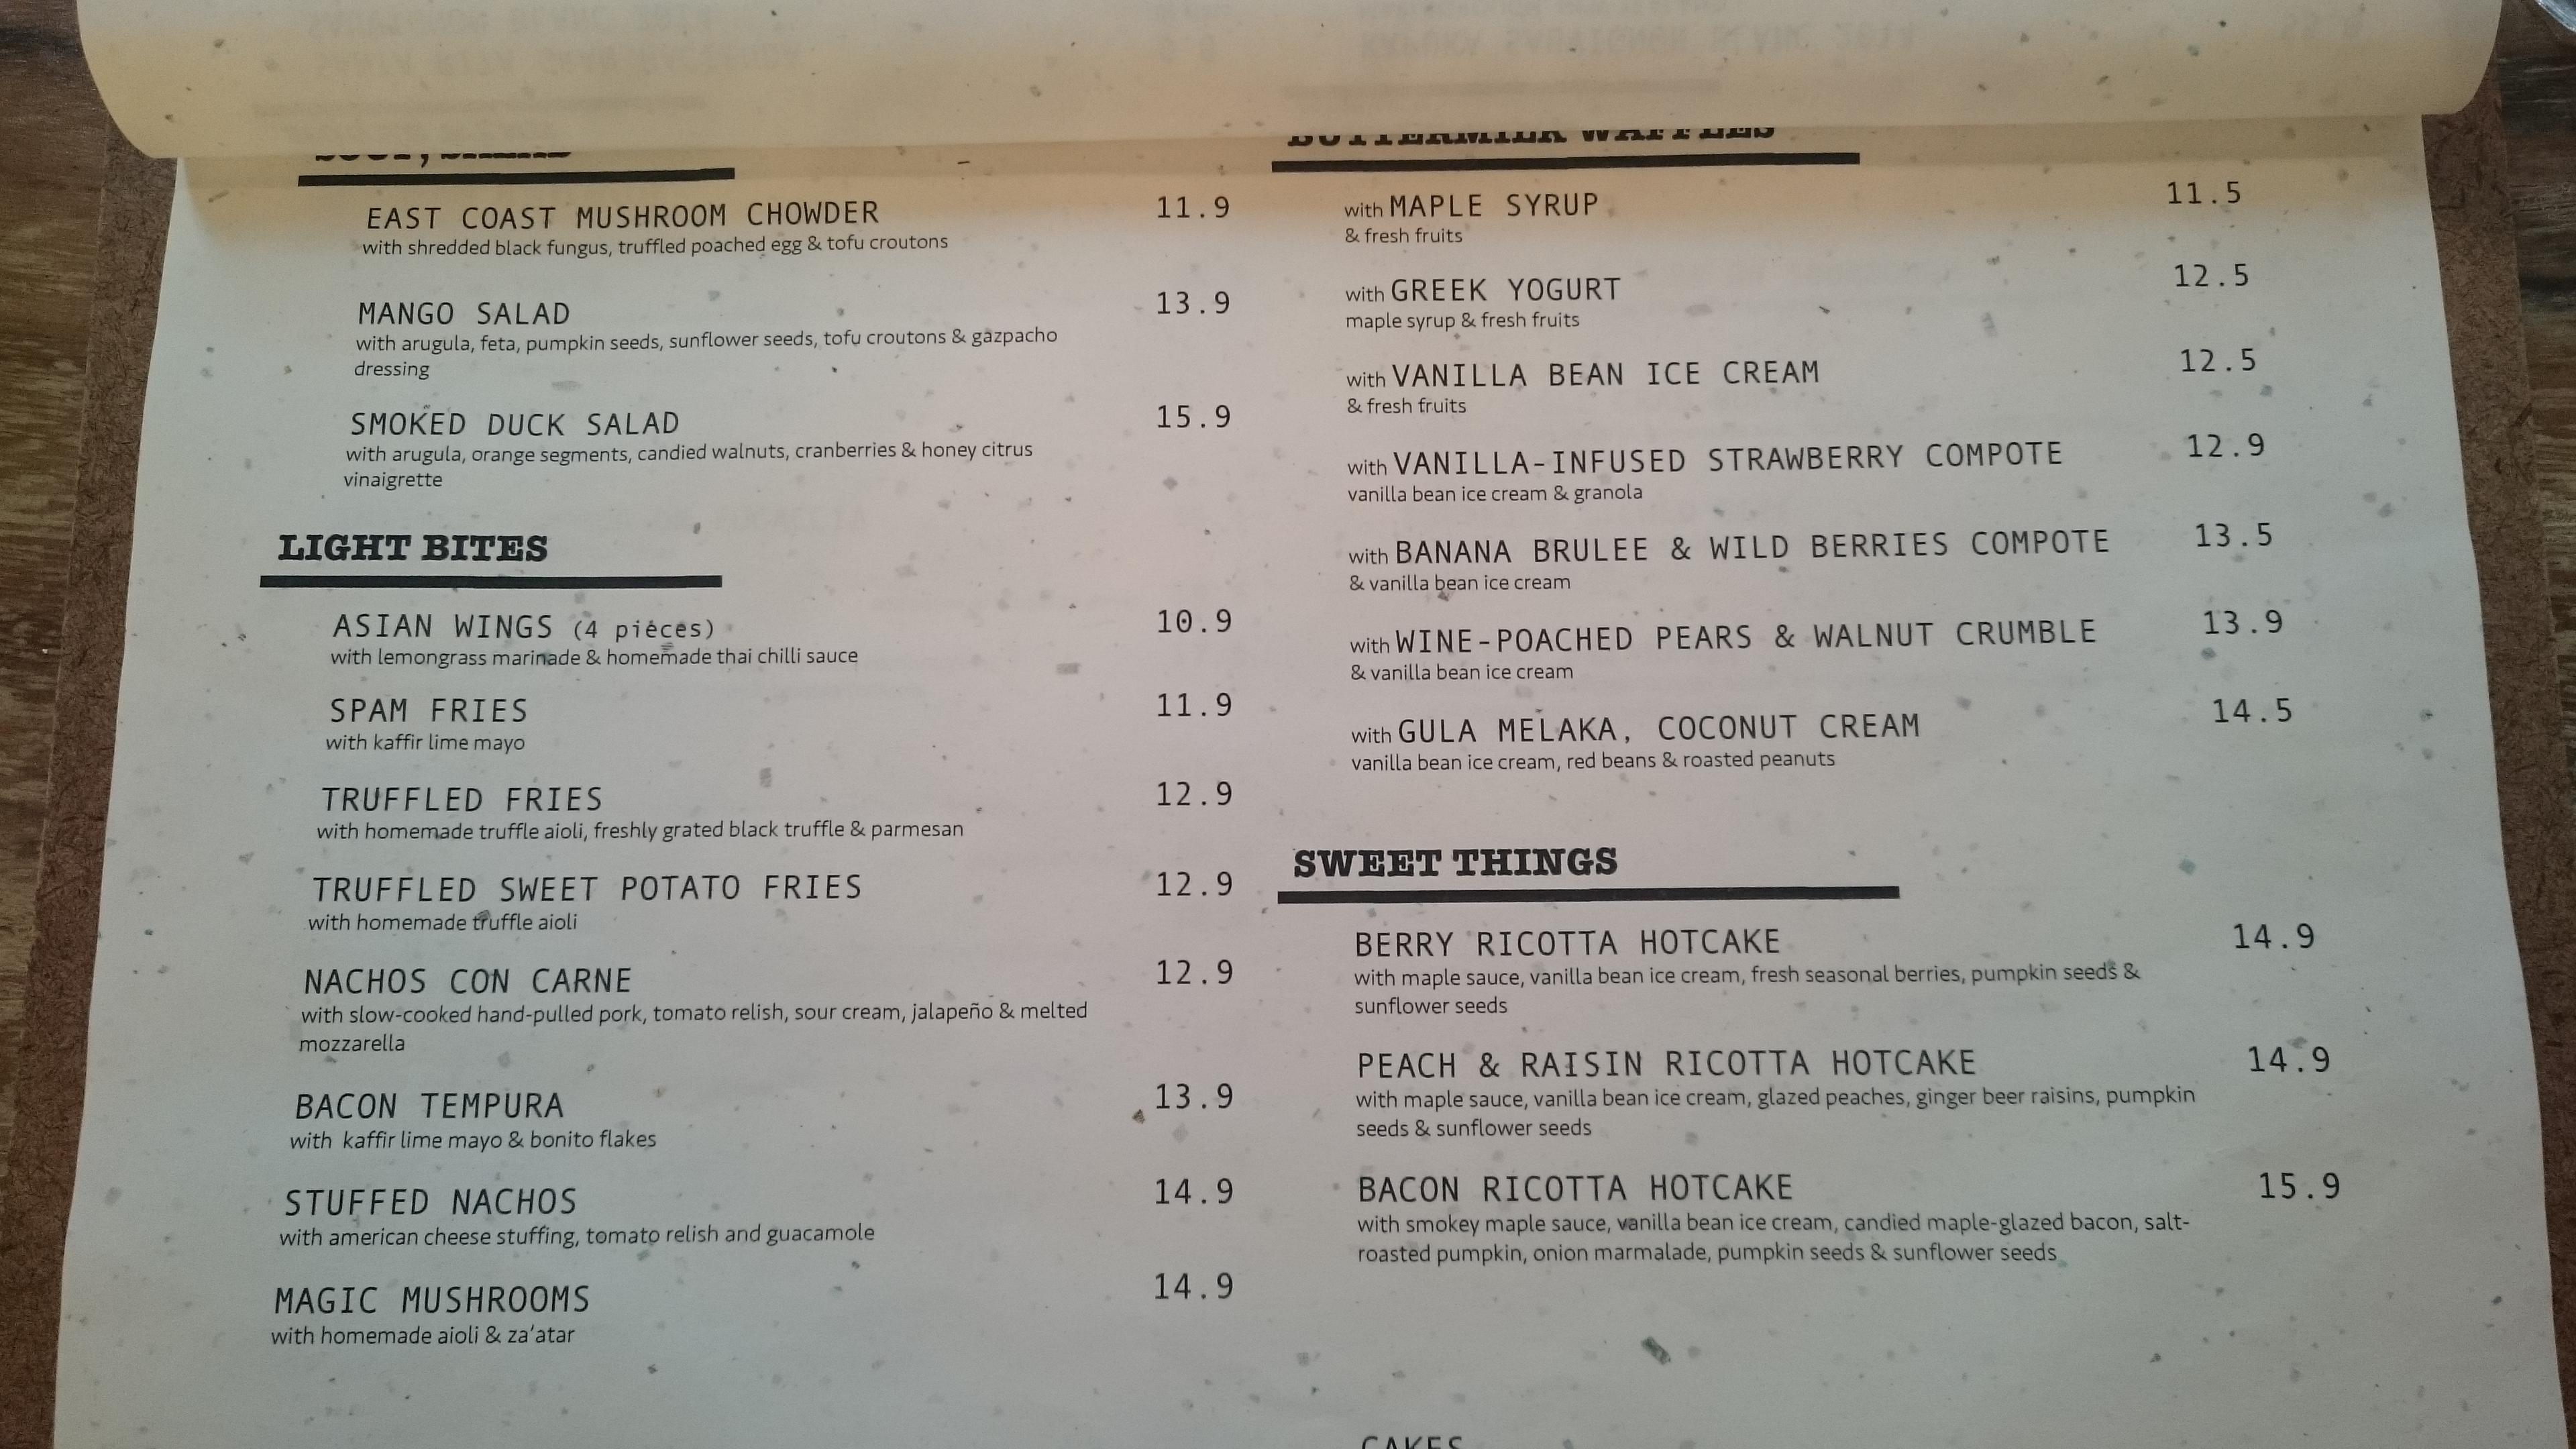 SOUP, SALAD
EAST COAST MUSHROOM CHOWDER 11.9
with shredded black fungus, truffled poached egg & tofu croutons
MANGO SALAD 13.9
with arugula, feta, pumpkin seeds, sunflower seeds, tofu croutons & gazpacho
dressing
SMOKED DUCK SALAD 15.9
with arugula, orange segments, candied walnuts, cranberries & honey citrus
vinaigrette
LIGHT BITES
ASIAN WINGS (4 pieces) 10.9
with lemongrass marinade & homemade thai chilli sauce
SPAM FRIES 11.9
with kaffir lime mayo
TRUFFLED FRIES 12.9
with homemade truffle aioli, freshly grated black truffle & parmesan
TRUFFLED SWEET POTATO FRIES 12.9
with homemade truffle aioli
NACHOS CON CARNE 12.9
with slow-cooked hand-pulled pork, tomato relish, sour cream, jalapeño & melted
mozzarella
BACON TEMPURA 13.9
with kaffir lime mayo & bonito flakes
STUFFED NACHOS 14.9
with american cheese stuffing, tomato relish and guacamole
MAGIC MUSHROOMS 14.9
with homemade aioli & za'atar
BUTTERMILK WAFFLES
with MAPLE SYRUP 11.5
& fresh fruits
with GREEK YOGURT 12.5
maple syrup & fresh fruits
with VANILLA BEAN ICE CREAM 12.5
& fresh fruits
with VANILLA-INFUSED STRAWBERRY COMPOTE 12.9
vanilla bean ice cream & granola
with BANANA BRULEE & WILD BERRIES COMPOTE 13.5
& vanilla bean ice cream
with WINE-POACHED PEARS & WALNUT CRUMBLE 13.9
& vanilla bean ice cream
with GULA MELAKA, COCONUT CREAM 14.5
vanilla bean ice cream, red beans & roasted peanuts
SWEET THINGS
BERRY RICOTTA HOTCAKE 14.9
with maple sauce, vanilla bean ice cream, fresh seasonal berries, pumpkin seeds &
sunflower seeds
PEACH & RAISIN RICOTTA HOTCAKE 14.9
with maple sauce, vanilla bean ice cream, glazed peaches, ginger beer raisins, pumpkin
seeds & sunflower seeds
BACON RICOTTA HOTCAKE 15.9
with smokey maple sauce, vanilla bean ice cream, candied maple-glazed bacon, salt-
roasted pumpkin, onion marmalade, pumpkin seeds & sunflower seeds
CAKES